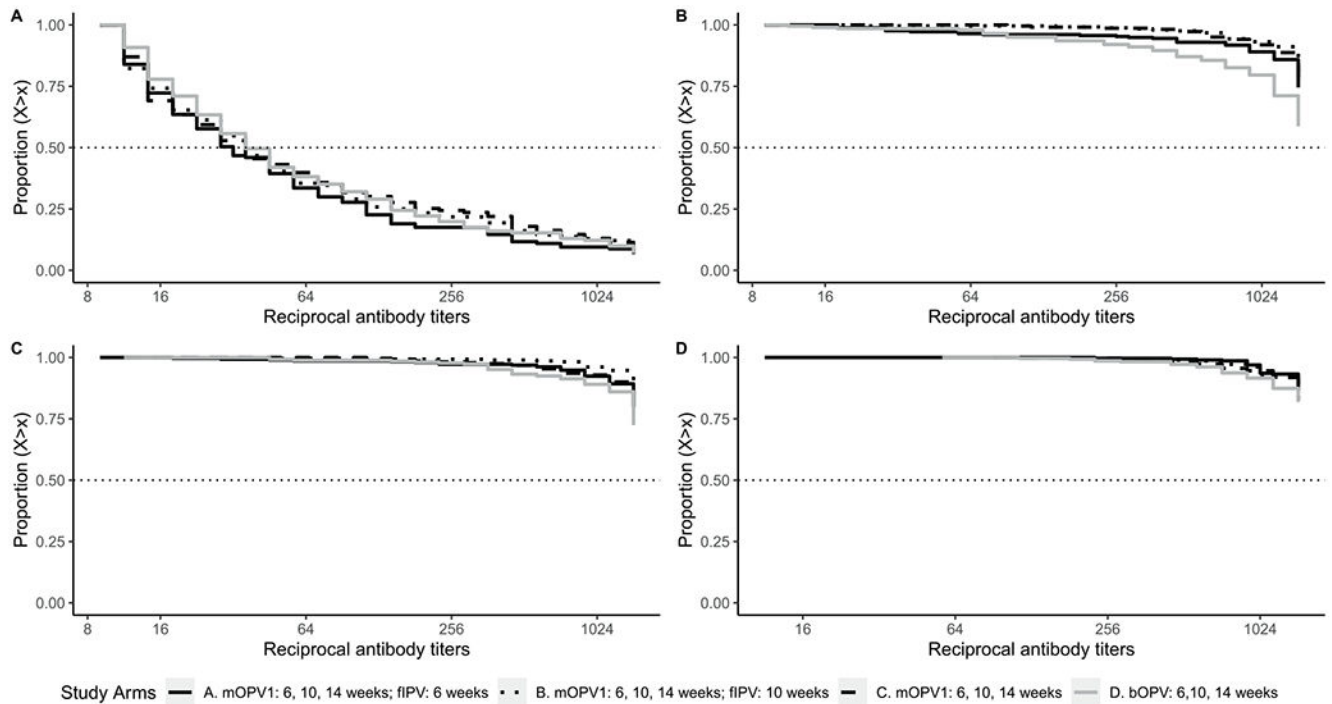 A
Proportion (X>x)
1.00
0.75
0.50
0.25
0.00
8 16 64 256 1024
Reciprocal antibody titers
B
Proportion (X>x)
1.00
0.75
0.50
0.25
0.00
8 16 64 256 1024
Reciprocal antibody titers
C
Proportion (X>x)
1.00
0.75
0.50
0.25
0.00
8 16 64 256 1024
Reciprocal antibody titers
D
Proportion (X>x)
1.00
0.75
0.50
0.25
0.00
16 64 256 1024
Reciprocal antibody titers
Study Arms A. mOPV1: 6, 10, 14 weeks; fIPV: 6 weeks B. mOPV1: 6, 10, 14 weeks; fIPV: 10 weeks C. mOPV1: 6, 10, 14 weeks D. bOPV: 6,10, 14 weeks